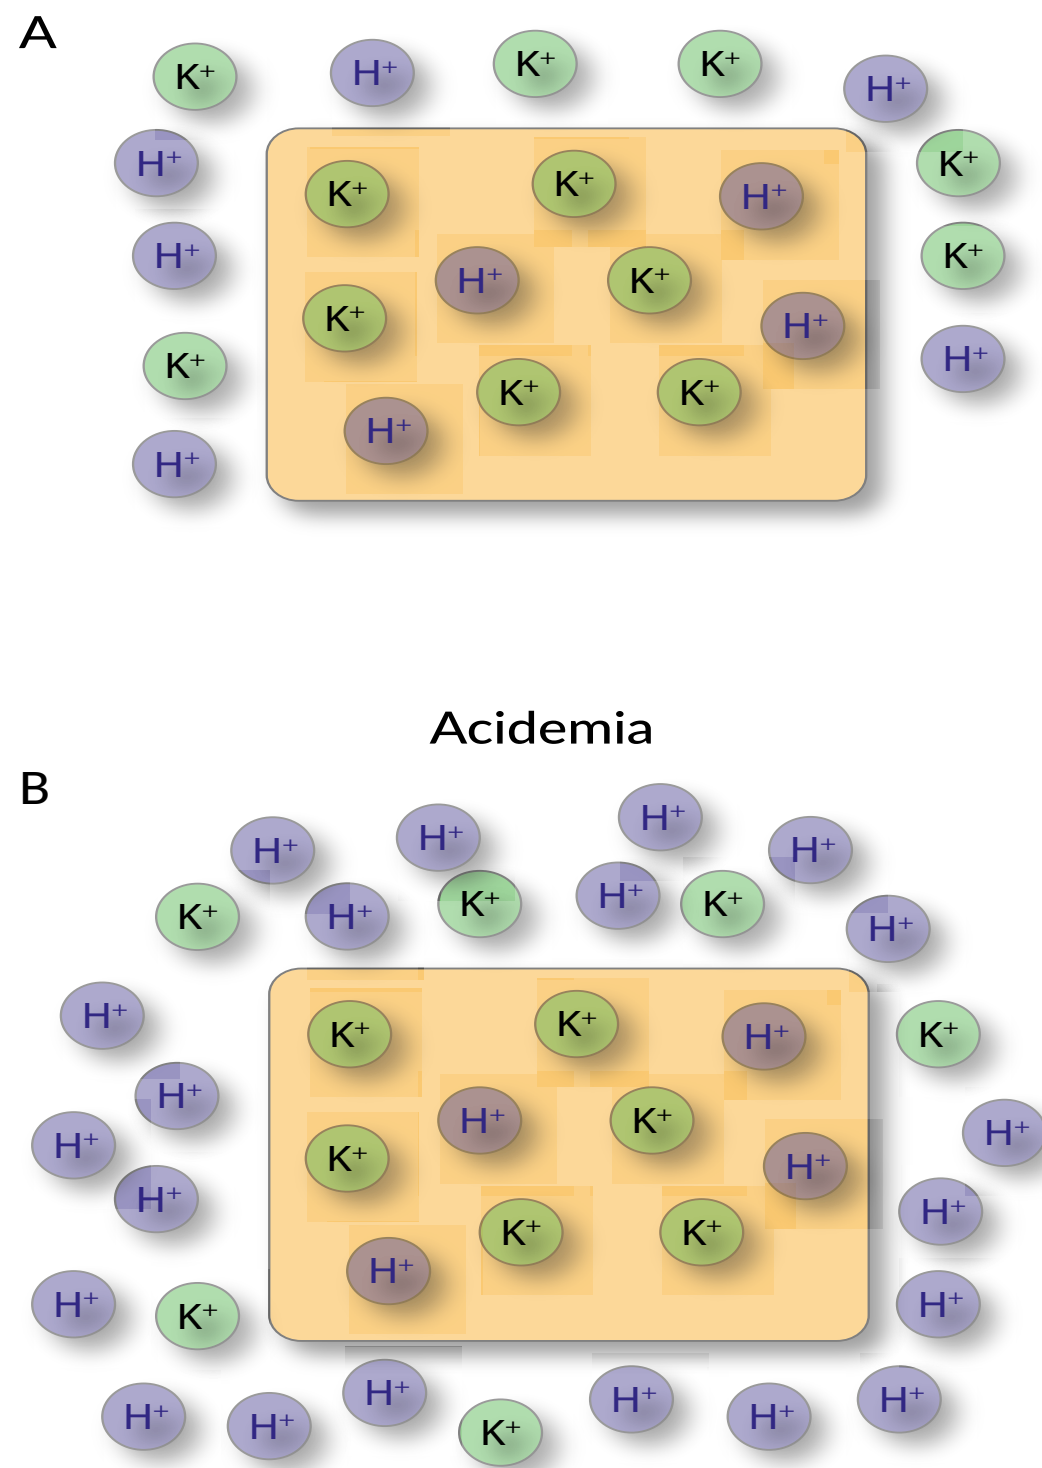 A
K⁺ H⁺ K⁺ K⁺ H⁺
H⁺ K⁺
K⁺ K⁺ H⁺
H⁺ H⁺ K⁺ K⁺
K⁺ H⁺
K⁺ H⁺
K⁺ K⁺
H⁺
H⁺
Acidemia
B
H⁺ H⁺ H⁺ H⁺
K⁺ H⁺ K⁺ H⁺ K⁺ H⁺
H⁺ K⁺ K⁺ H⁺ K⁺
H⁺ H⁺ K⁺ H⁺
H⁺ K⁺ H⁺
H⁺ H⁺
K⁺ K⁺
H⁺ K⁺ H⁺ H⁺
H⁺ H⁺ H⁺
H⁺ H⁺ K⁺ H⁺